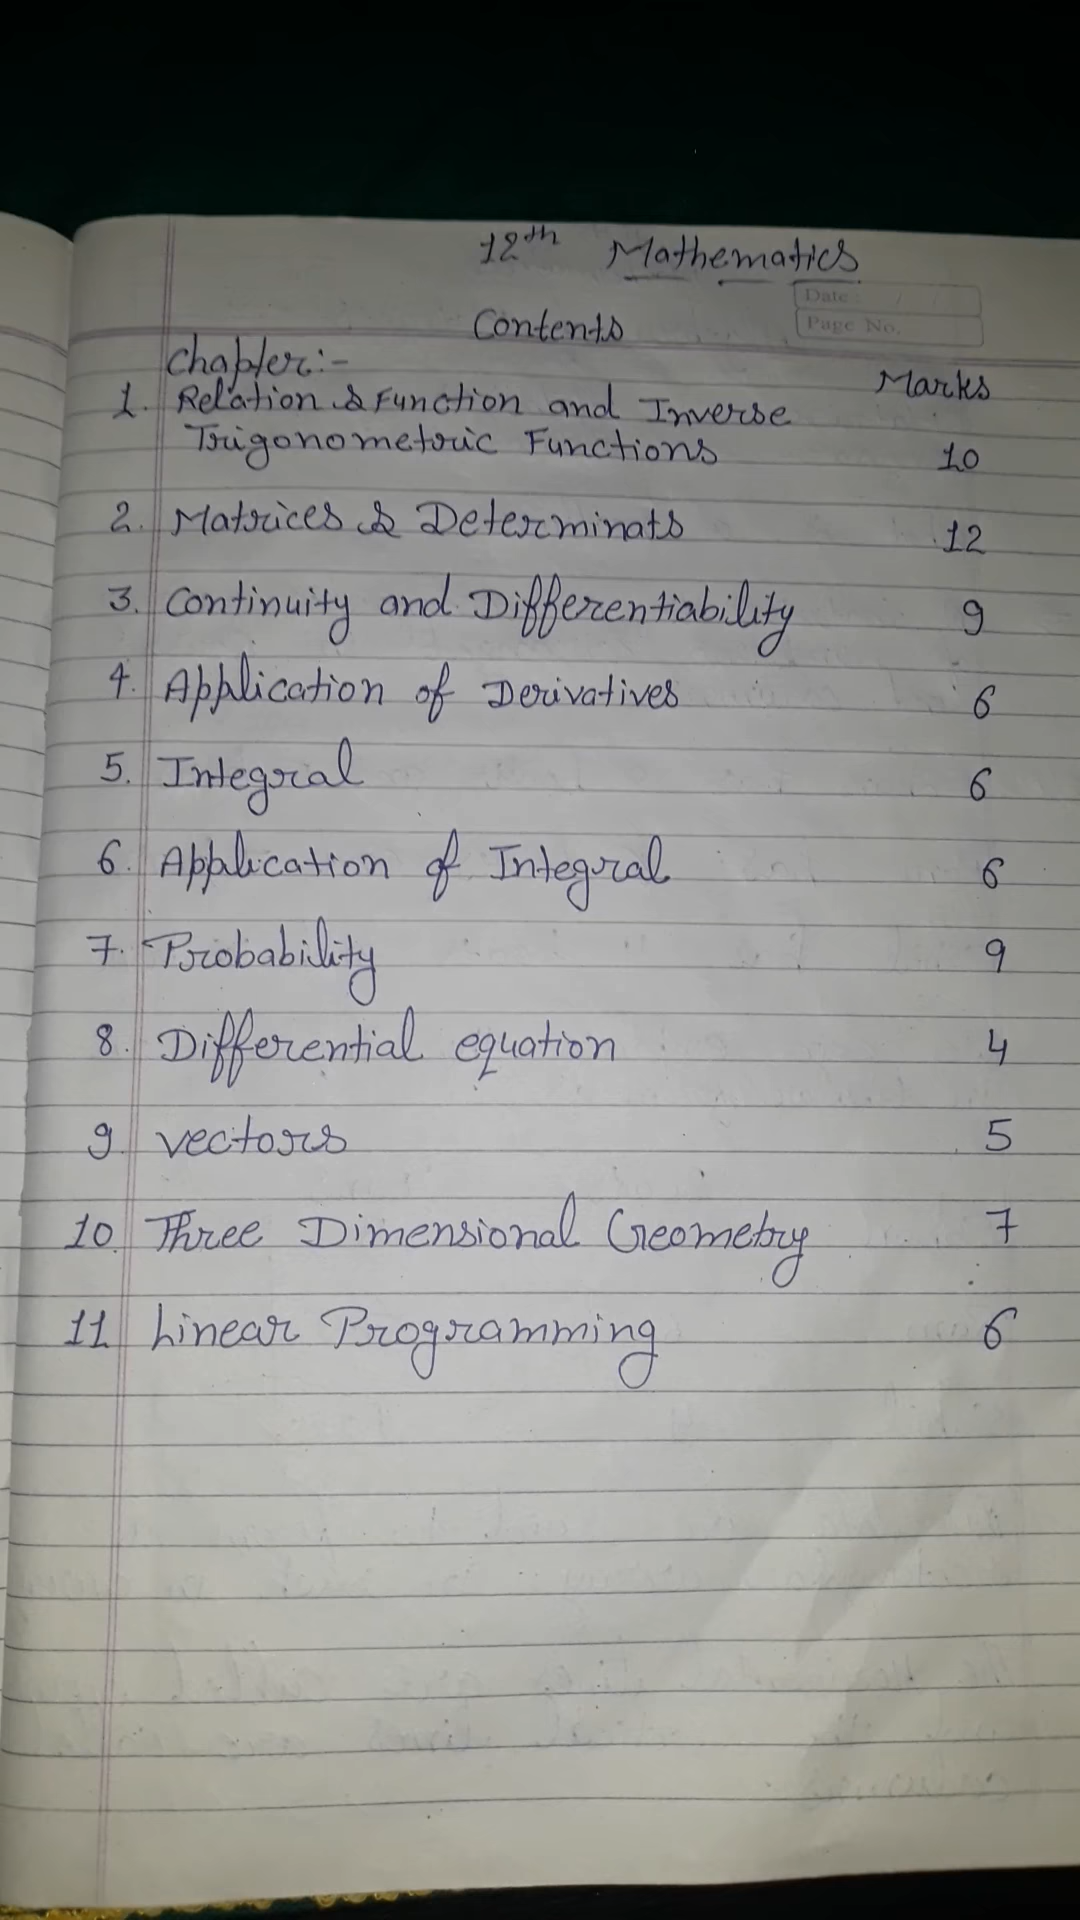 12th Mathematics
Date :
Page No.
Contents
Chapter:-
Marks
1. Relation & Function and Inverse
Trigonometric Functions 10
2. Matrices & Determinats 12
3. Continuity and Differentiability 9
4. Application of Derivatives 6
5. Integral 6
6. Application of Integral 6
7. Probability 9
8. Differential equation 4
9. vectors 5
10. Three Dimensional Geometry 7
11 Linear Programming 6